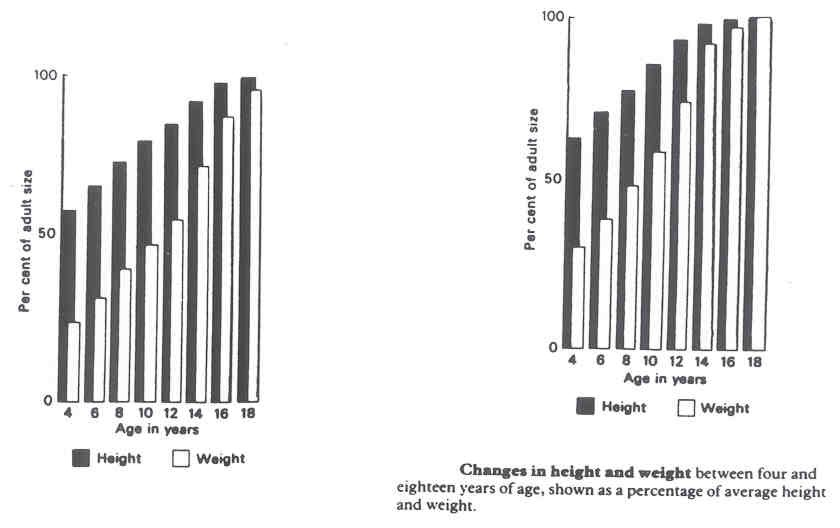 100
Per cent of adult size
50
0
4 6 8 10 12 14 16 18
Age in years
Height Weight
100
Per cent of adult size
50
0
4 6 8 10 12 14 16 18
Age in years
Height Weight
Changes in height and weight between four and
eighteen years of age, shown as a percentage of average height
and weight.